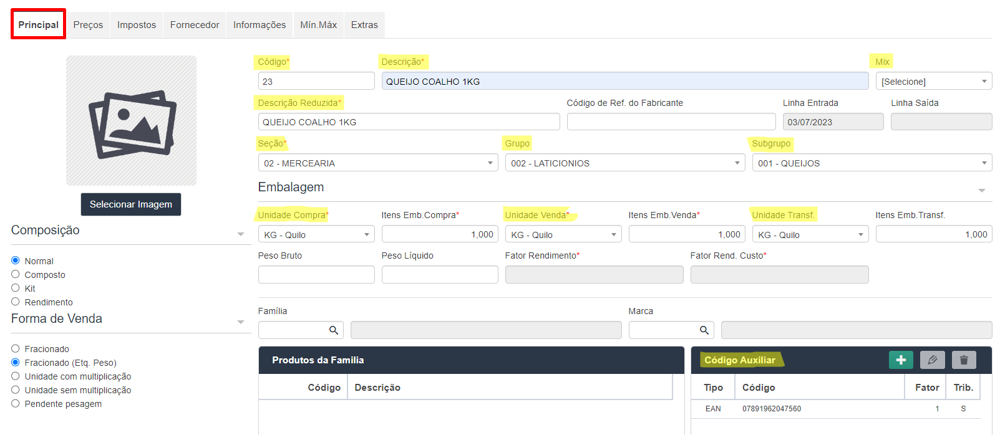 Principal Preços Impostos Fornecedor Informações Mín.Máx Extras
Código* Descrição* Mix
23 QUEIJO COALHO 1KG [Selecione]
Descrição Reduzida* Código de Ref. do Fabricante Linha Entrada Linha Saída
QUEIJO COALHO 1KG 03/07/2023
Seção* Grupo Subgrupo
02 - MERCEARIA 002 - LATICIONIOS 001 - QUEIJOS
Selecionar Imagem
Embalagem
Unidade Compra* Itens Emb.Compra* Unidade Venda* Itens Emb.Venda* Unidade Transf. Itens Emb.Transf.
KG - Quilo 1,000 KG - Quilo 1,000 KG - Quilo 1,000
Peso Bruto Peso Líquido Fator Rendimento* Fator Rend. Custo*
Composição
Normal
Composto
Kit
Rendimento
Forma de Venda
Fracionado
Fracionado (Etq. Peso)
Unidade com multiplicação
Unidade sem multiplicação
Pendente pesagem
Família Marca
Produtos da Familia
Código Descrição
Código Auxiliar
Tipo Código Fator Trib.
EAN 07891962047560 1 S